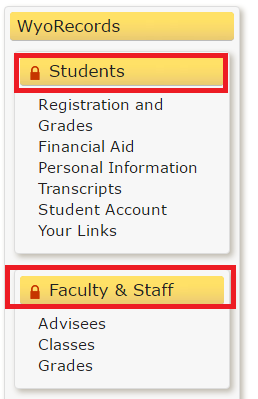 WyoRecords
Students
Registration and
Grades
Financial Aid
Personal Information
Transcripts
Student Account
Your Links
Faculty & Staff
Advisees
Classes
Grades